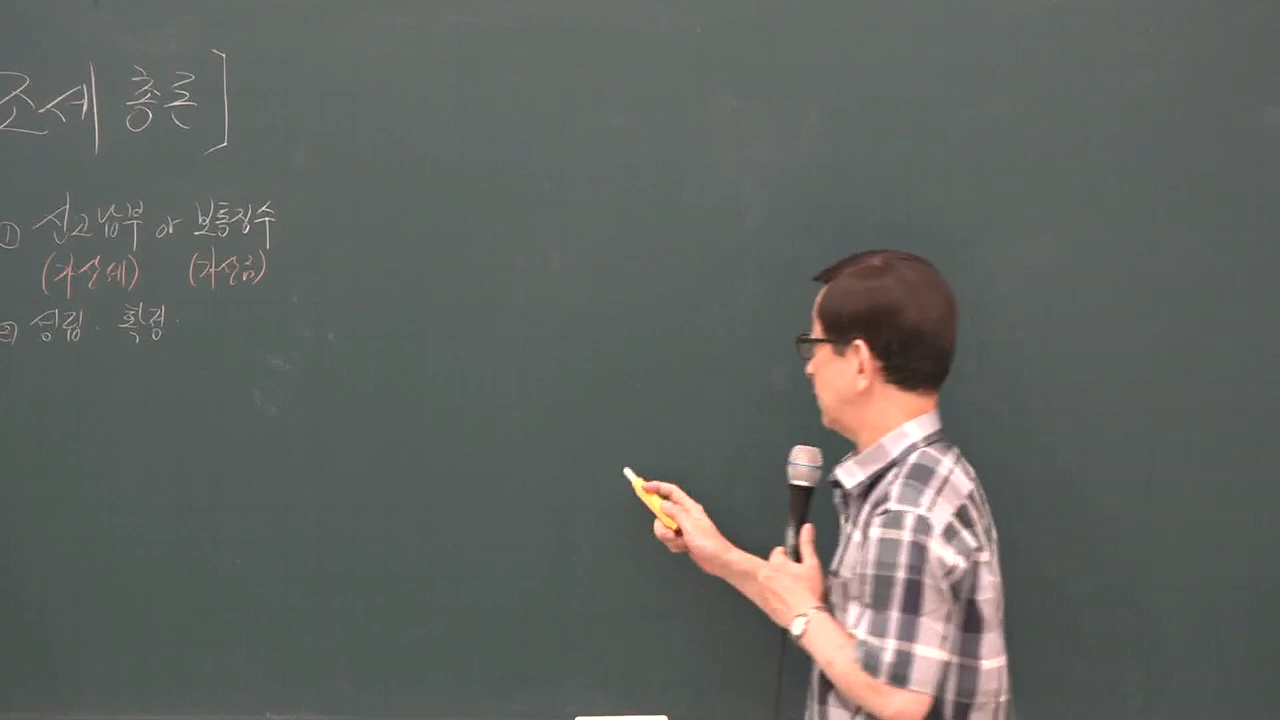 조세 총론]
① 신고납부 or 보통징수
(가산세) (가산금)
② 성립. 확정.